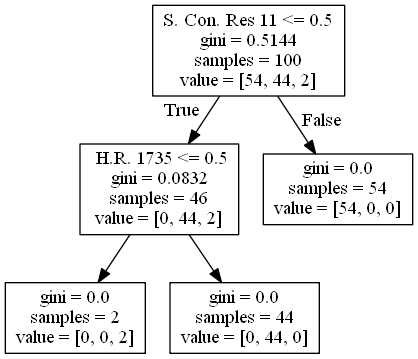 S. Con. Res 11 <= 0.5
gini = 0.5144
samples = 100
value = [54, 44, 2]
True
False
H.R. 1735 <= 0.5
gini = 0.0832
samples = 46
value = [0, 44, 2]
gini = 0.0
samples = 54
value = [54, 0, 0]
gini = 0.0
samples = 2
value = [0, 0, 2]
gini = 0.0
samples = 44
value = [0, 44, 0]